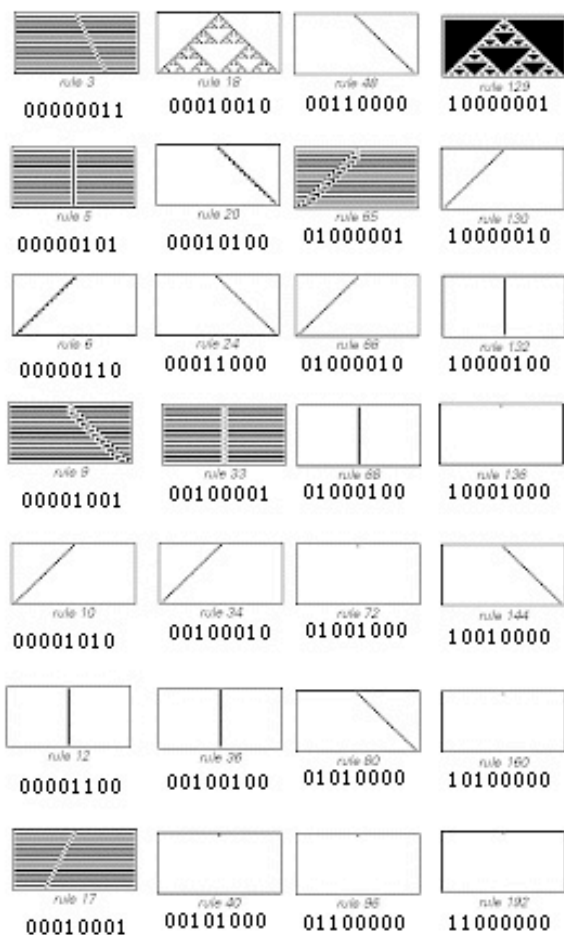 rule 3 rule 18 rule 48 rule 129
00000011 00010010 00110000 10000001
rule 5 rule 20 rule 65 rule 130
00000101 00010100 01000001 10000010
rule 6 rule 24 rule 66 rule 132
00000110 00011000 01000010 10000100
rule 9 rule 33 rule 68 rule 136
00001001 00100001 01000100 10001000
rule 10 rule 34 rule 72 rule 144
00001010 00100010 01001000 10010000
rule 12 rule 36 rule 80 rule 160
00001100 00100100 01010000 10100000
rule 17 rule 40 rule 96 rule 192
00010001 00101000 01100000 11000000